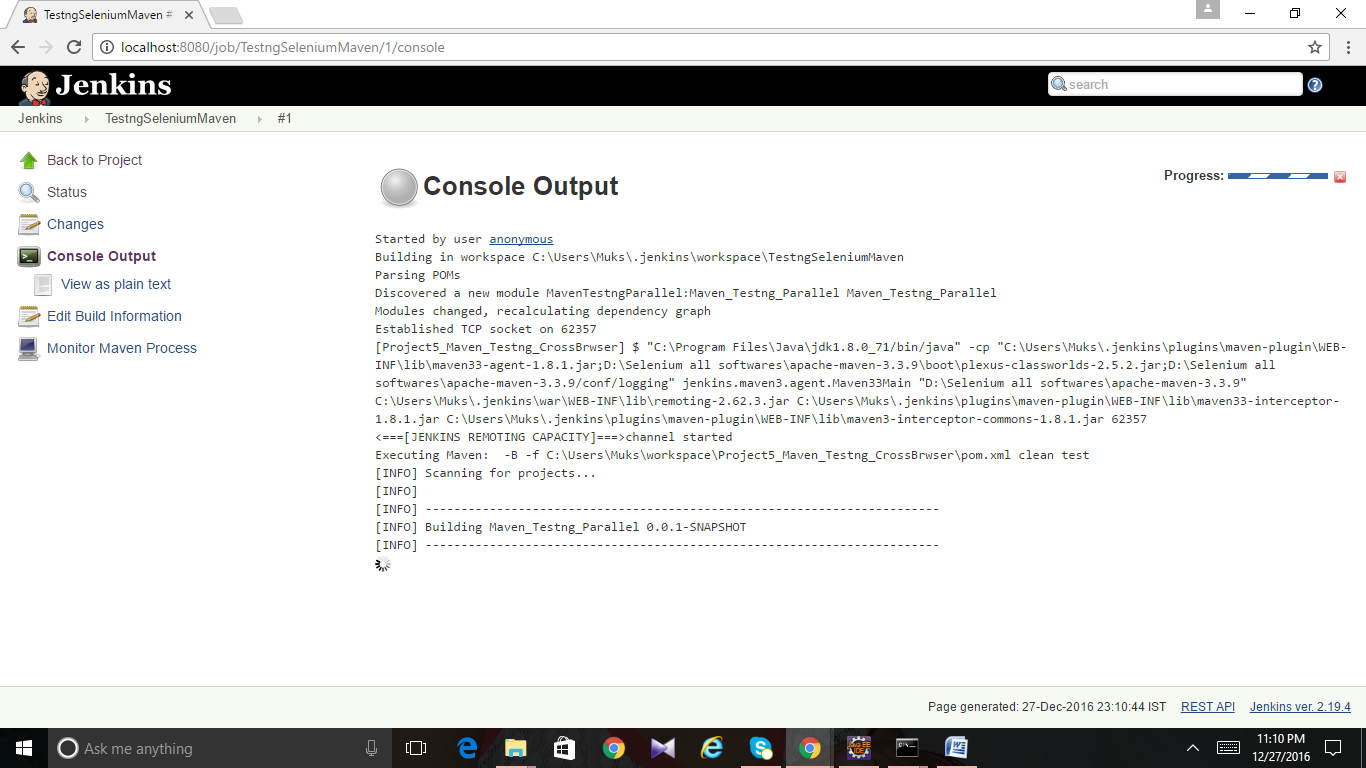 TestngSeleniumMaven #
localhost:8080/job/TestngSeleniumMaven/1/console
Jenkins
search
Jenkins TestngSeleniumMaven #1
Back to Project
Status
Changes
Console Output
View as plain text
Edit Build Information
Monitor Maven Process
Console Output
Progress:
Started by user anonymous
Building in workspace C:\Users\Muks\.jenkins\workspace\TestngSeleniumMaven
Parsing POMs
Discovered a new module MavenTestngParallel:Maven_Testng_Parallel Maven_Testng_Parallel
Modules changed, recalculating dependency graph
Established TCP socket on 62357
[Project5_Maven_Testng_CrossBrwser] $ "C:\Program Files\Java\jdk1.8.0_71/bin/java" -cp "C:\Users\Muks\.jenkins\plugins\maven-plugin\WEB-
INF\lib\maven33-agent-1.8.1.jar;D:\Selenium all softwares\apache-maven-3.3.9\boot\plexus-classworlds-2.5.2.jar;D:\Selenium all
softwares\apache-maven-3.3.9/conf/logging" jenkins.maven3.agent.Maven33Main "D:\Selenium all softwares\apache-maven-3.3.9"
C:\Users\Muks\.jenkins\war\WEB-INF\lib\remoting-2.62.3.jar C:\Users\Muks\.jenkins\plugins\maven-plugin\WEB-INF\lib\maven33-interceptor-
1.8.1.jar C:\Users\Muks\.jenkins\plugins\maven-plugin\WEB-INF\lib\maven3-interceptor-commons-1.8.1.jar 62357
<===[JENKINS REMOTING CAPACITY]===>channel started
Executing Maven:  -B -f C:\Users\Muks\workspace\Project5_Maven_Testng_CrossBrwser\pom.xml clean test
[INFO] Scanning for projects...
[INFO]
[INFO] ------------------------------------------------------------------------
[INFO] Building Maven_Testng_Parallel 0.0.1-SNAPSHOT
[INFO] ------------------------------------------------------------------------
Page generated: 27-Dec-2016 23:10:44 IST REST API Jenkins ver. 2.19.4
Ask me anything
11:10 PM
12/27/2016